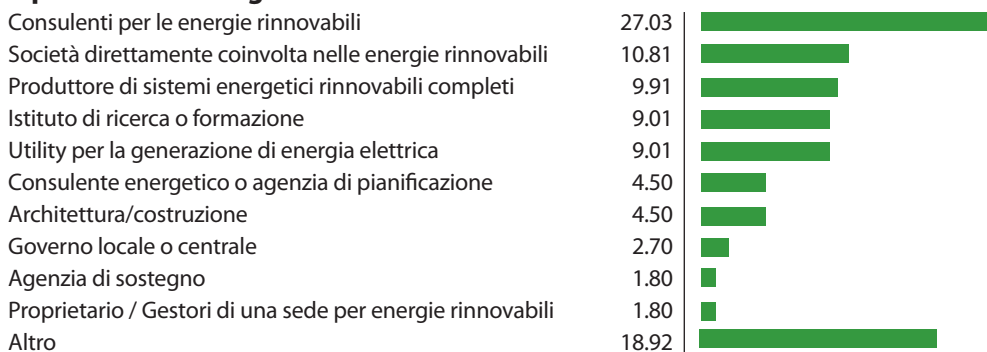 Consulenti per le energie rinnovabili 27.03
Società direttamente coinvolta nelle energie rinnovabili 10.81
Produttore di sistemi energetici rinnovabili completi 9.91
Istituto di ricerca o formazione 9.01
Utility per la generazione di energia elettrica 9.01
Consulente energetico o agenzia di pianificazione 4.50
Architettura/costruzione 4.50
Governo locale o centrale 2.70
Agenzia di sostegno 1.80
Proprietario / Gestori di una sede per energie rinnovabili 1.80
Altro 18.92